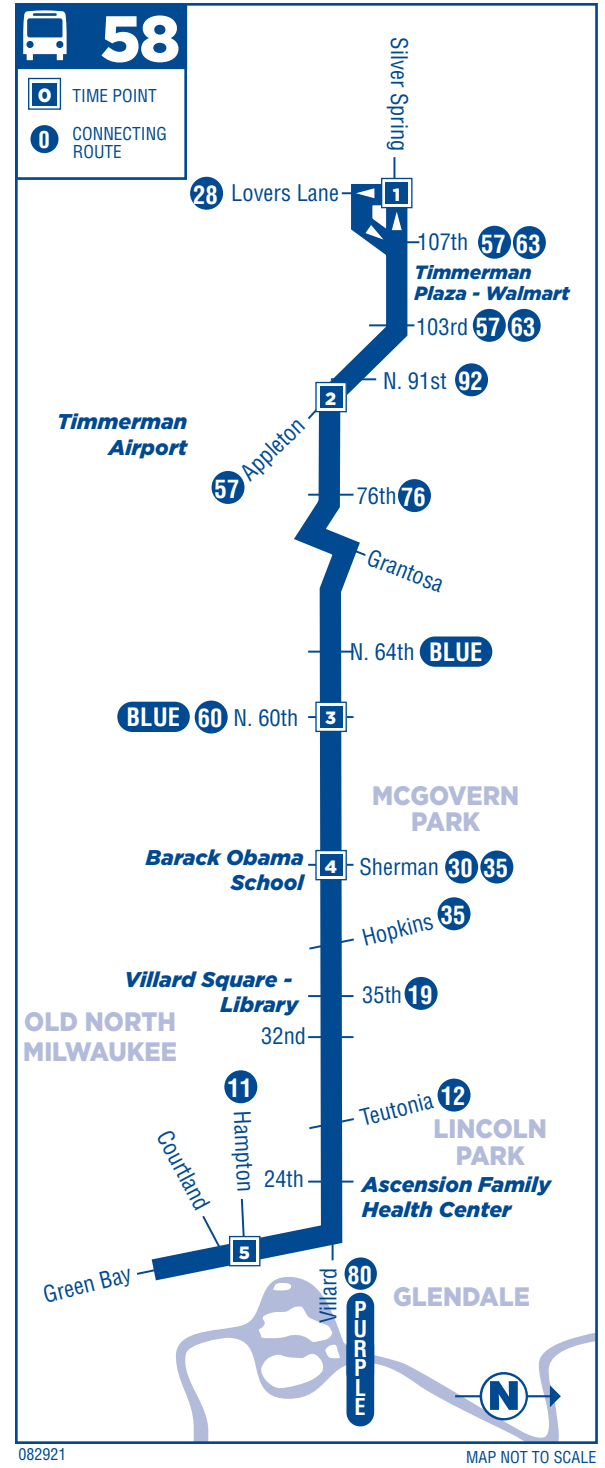 58
0 TIME POINT
0 CONNECTING
ROUTE
Silver Spring
28 Lovers Lane
1
107th 57 63
Timmerman
Plaza - Walmart
103rd 57 63
N. 91st 92
2
Timmerman
Airport
57 Appleton
76th 76
Grantosa
N. 64th BLUE
BLUE 60 N. 60th
3
MCGOVERN
PARK
Barack Obama
School
4
Sherman 30 35
Hopkins 35
Villard Square -
Library
35th 19
OLD NORTH
MILWAUKEE
32nd
11
Hampton
Teutonia 12
LINCOLN
PARK
Courtland
24th
Ascension Family
Health Center
5
Green Bay
Villard
80
PURPLE
GLENDALE
N
082921
MAP NOT TO SCALE